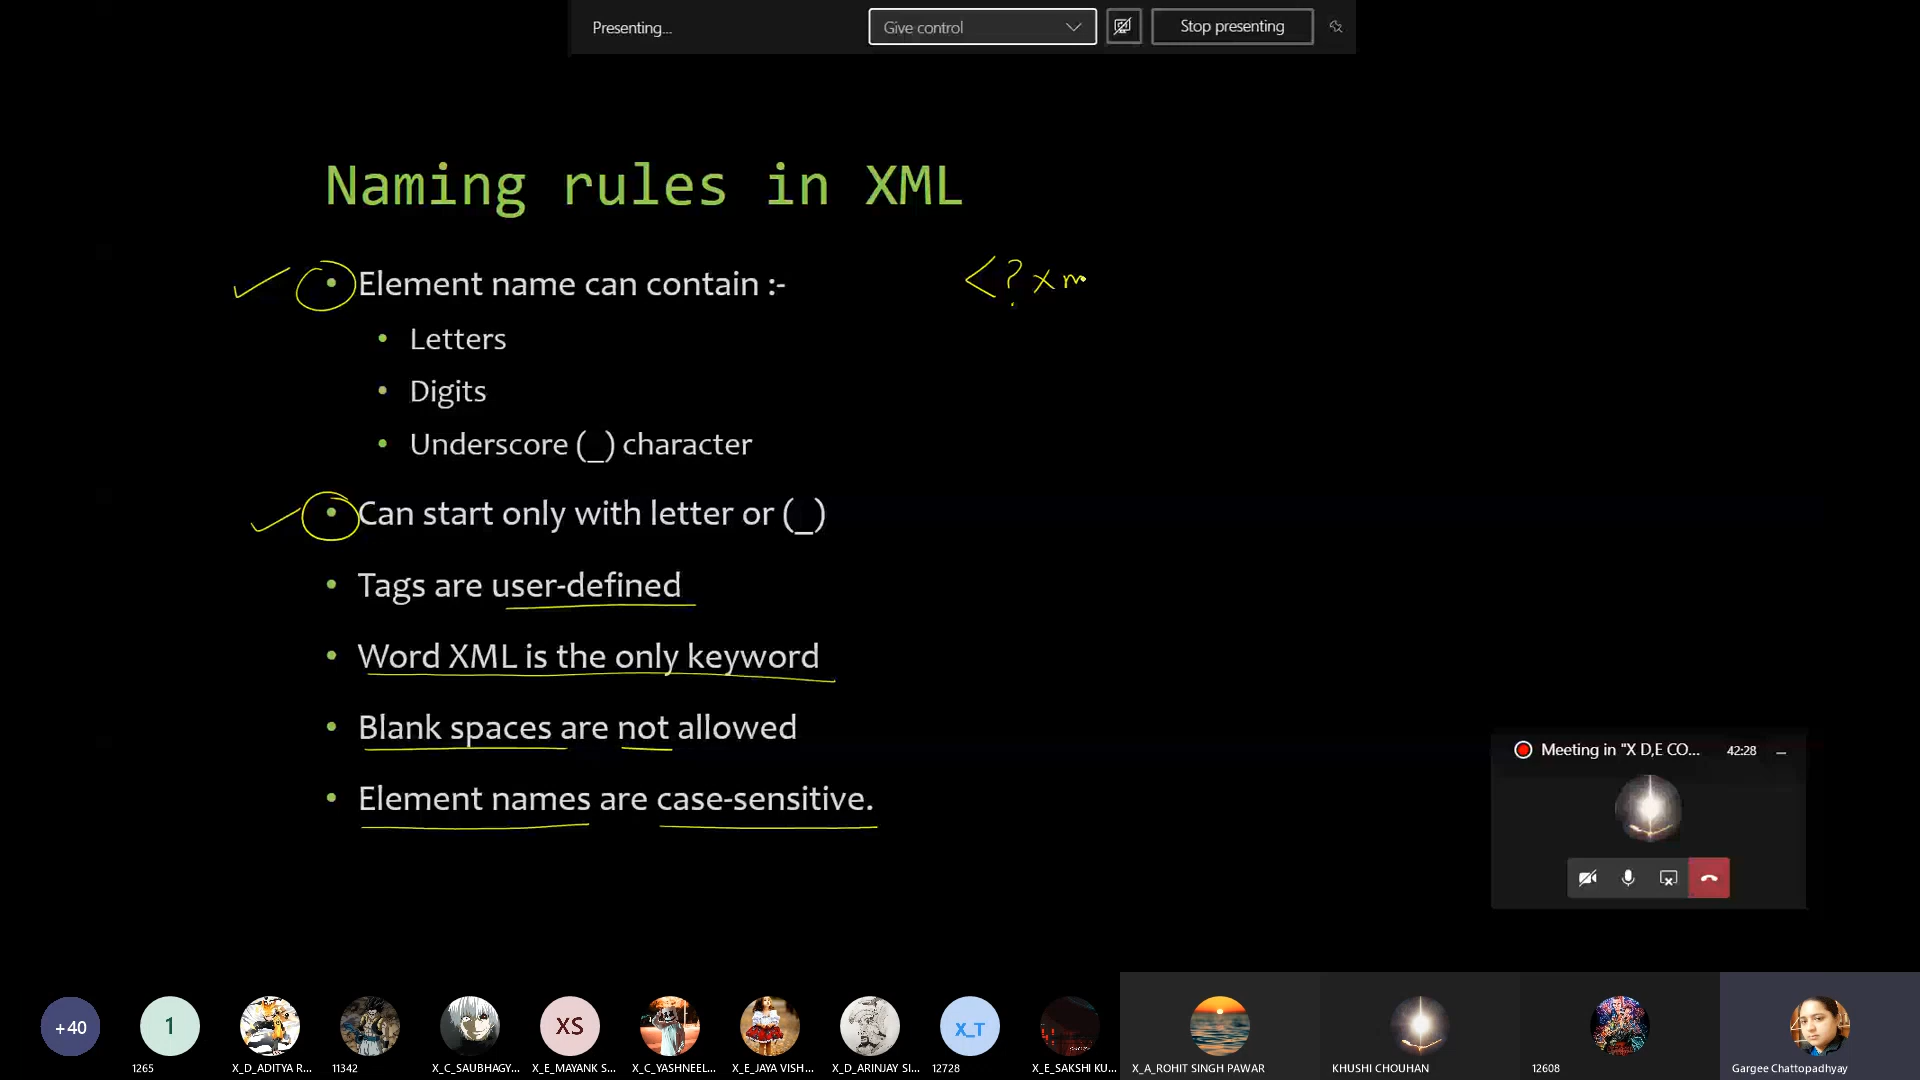 Presenting...
Give control
Stop presenting
Naming rules in XML
• Element name can contain :-
<? xm
• Letters
• Digits
• Underscore (_) character
• Can start only with letter or (_)
• Tags are user-defined
• Word XML is the only keyword
• Blank spaces are not allowed
• Element names are case-sensitive.
Meeting in "X D,E CO... 42:28
+40
1
XS
X_T
1265
X_D_ADITYA R...
11342
X_C_SAUBHAGY...
X_E_MAYANK S...
X_C_YASHNEEL...
X_E_JAYA VISH...
X_D_ARINJAY SI...
12728
X_E_SAKSHI KU...
X_A_ROHIT SINGH PAWAR
KHUSHI CHOUHAN
12608
Gargee Chattopadhyay